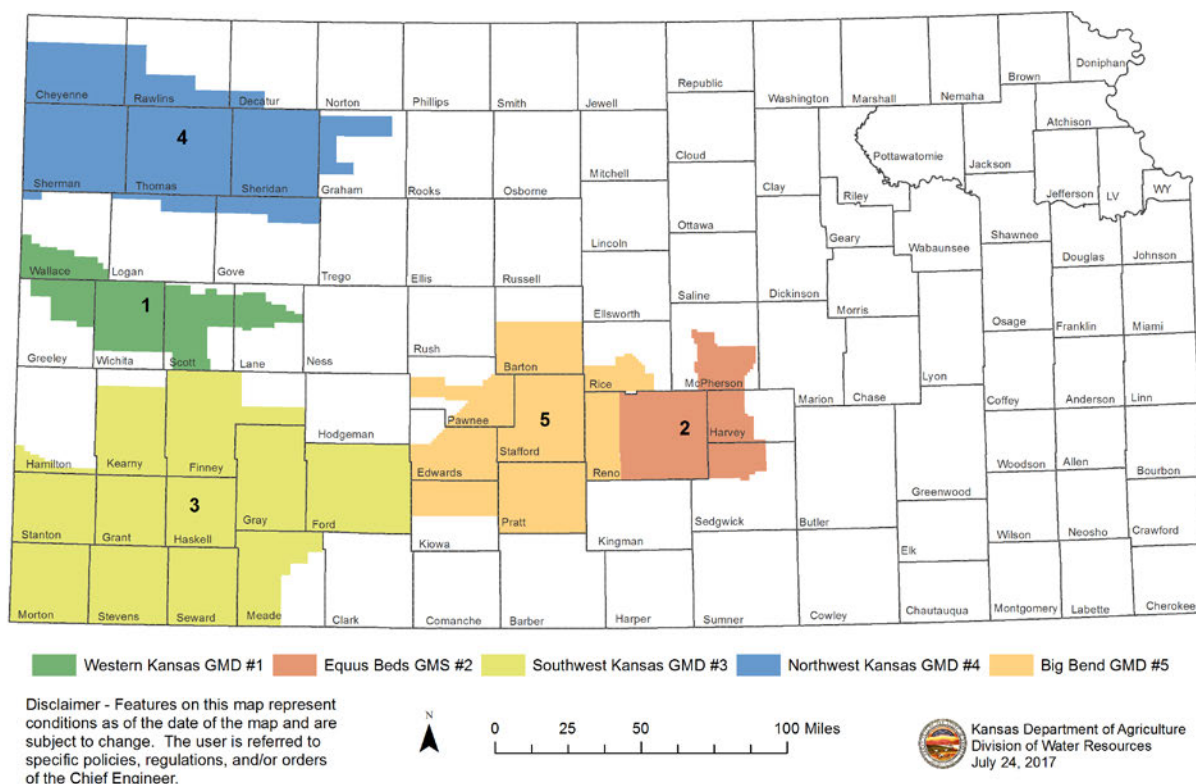 Doniphan
Brown
Republic
Cheyenne
Rawlins
Decatur
Norton
Phillips
Smith
Jewell
Washington
Marshall
Nemaha
Atchison
4
Cloud
Pottawatomie
Jackson
Mitchell
Sherman
Thomas
Sheridan
Graham
Rooks
Osborne
Clay
Riley
Jefferson
LV
WY
Ottawa
Geary
Shawnee
Lincoln
Wabaunsee
Wallace
Logan
Gove
Trego
Ellis
Russell
Douglas
Johnson
Saline
Dickinson
1
Ellsworth
Morris
Osage
Franklin
Miami
Greeley
Wichita
Scott
Lane
Ness
Rush
Barton
Rice
McPherson
Lyon
Marion
Chase
Coffey
Anderson
Linn
Hodgeman
Pawnee
5
Stafford
2
Harvey
Hamilton
Kearny
Finney
Edwards
Reno
Woodson
Allen
Bourbon
Greenwood
3
Stanton
Grant
Haskell
Gray
Ford
Kiowa
Pratt
Kingman
Sedgwick
Butler
Elk
Wilson
Neosho
Crawford
Morton
Stevens
Seward
Meade
Clark
Comanche
Barber
Harper
Sumner
Cowley
Chautauqua
Montgomery
Labette
Cherokee
Western Kansas GMD #1
Equus Beds GMS #2
Southwest Kansas GMD #3
Northwest Kansas GMD #4
Big Bend GMD #5
Disclaimer - Features on this map represent
conditions as of the date of the map and are
subject to change. The user is referred to
specific policies, regulations, and/or orders
of the Chief Engineer.
N
0 25 50 100 Miles
Kansas Department of Agriculture
Division of Water Resources
July 24, 2017